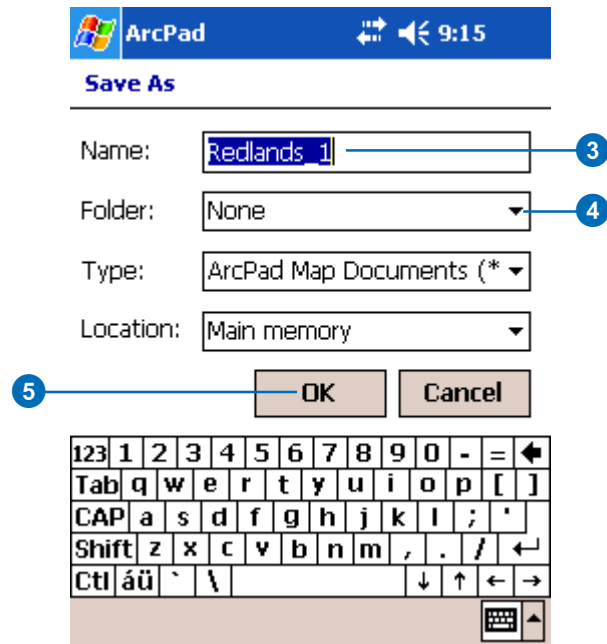 ArcPad 9:15
Save As
Name: Redlands_1 3
Folder: None 4
Type: ArcPad Map Documents (*
Location: Main memory
5 OK Cancel
123 1 2 3 4 5 6 7 8 9 0 - =
Tab q w e r t y u i o p [ ]
CAP a s d f g h j k l ; '
Shift z x c v b n m , . / ↵
Ctl áü ` \ ↓ ↑ ← →